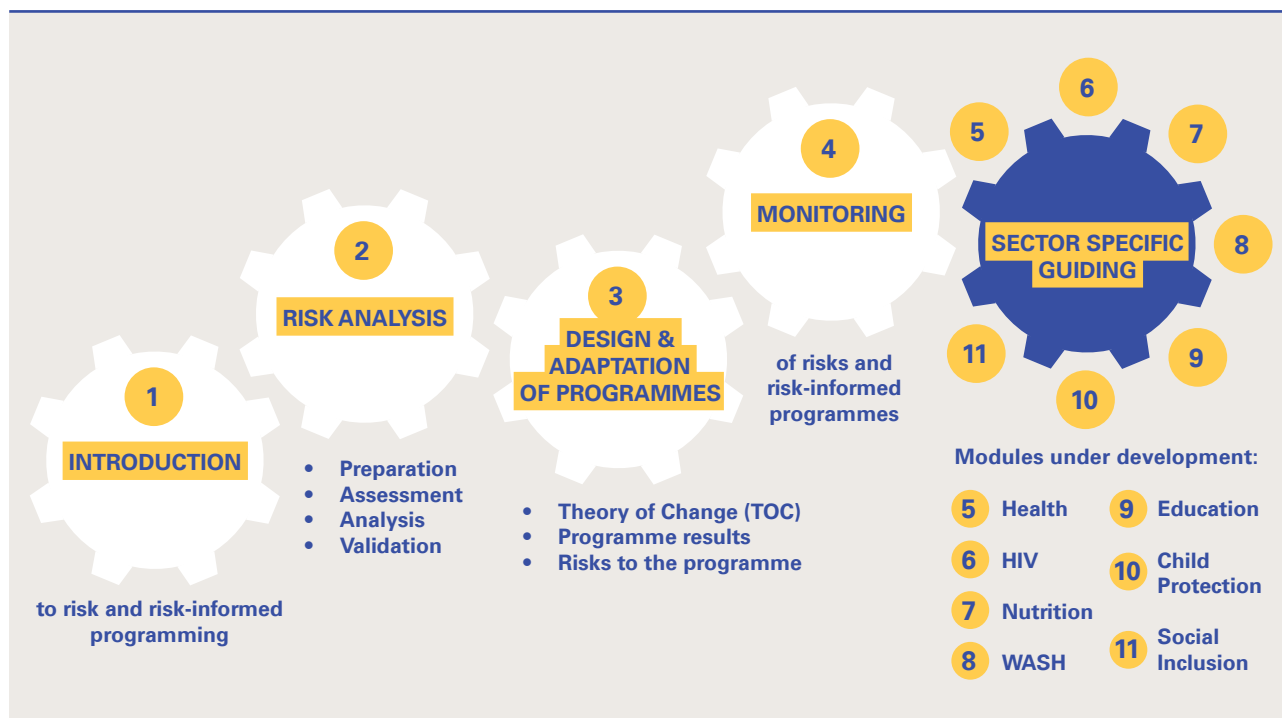 1
INTRODUCTION
to risk and risk-informed
programming
2
RISK ANALYSIS
• Preparation
• Assessment
• Analysis
• Validation
3
DESIGN &
ADAPTATION
OF PROGRAMMES
• Theory of Change (TOC)
• Programme results
• Risks to the programme
4
MONITORING
of risks and
risk-informed
programmes
5
6
7
8
9
10
11
SECTOR SPECIFIC
GUIDING
Modules under development:
5 Health
6 HIV
7 Nutrition
8 WASH
9 Education
10 Child
Protection
11 Social
Inclusion